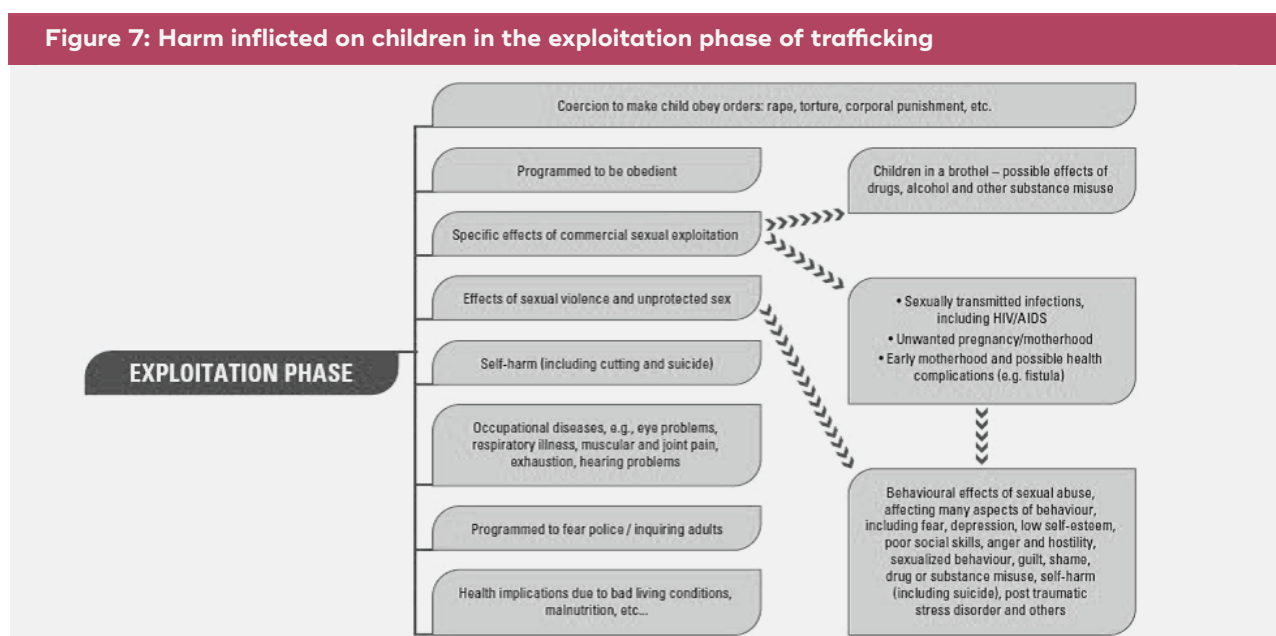 Figure 7: Harm inflicted on children in the exploitation phase of trafficking
Coercion to make child obey orders: rape, torture, corporal punishment, etc.
Programmed to be obedient
Children in a brothel – possible effects of
drugs, alcohol and other substance misuse
Specific effects of commercial sexual exploitation
Effects of sexual violence and unprotected sex
• Sexually transmitted infections,
including HIV/AIDS
• Unwanted pregnancy/motherhood
• Early motherhood and possible health
complications (e.g. fistula)
EXPLOITATION PHASE
Self-harm (including cutting and suicide)
Occupational diseases, e.g., eye problems,
respiratory illness, muscular and joint pain,
exhaustion, hearing problems
Programmed to fear police / inquiring adults
Health implications due to bad living conditions,
malnutrition, etc...
Behavioural effects of sexual abuse,
affecting many aspects of behaviour,
including fear, depression, low self-esteem,
poor social skills, anger and hostility,
sexualized behaviour, guilt, shame,
drug or substance misuse, self-harm
(including suicide), post traumatic
stress disorder and others